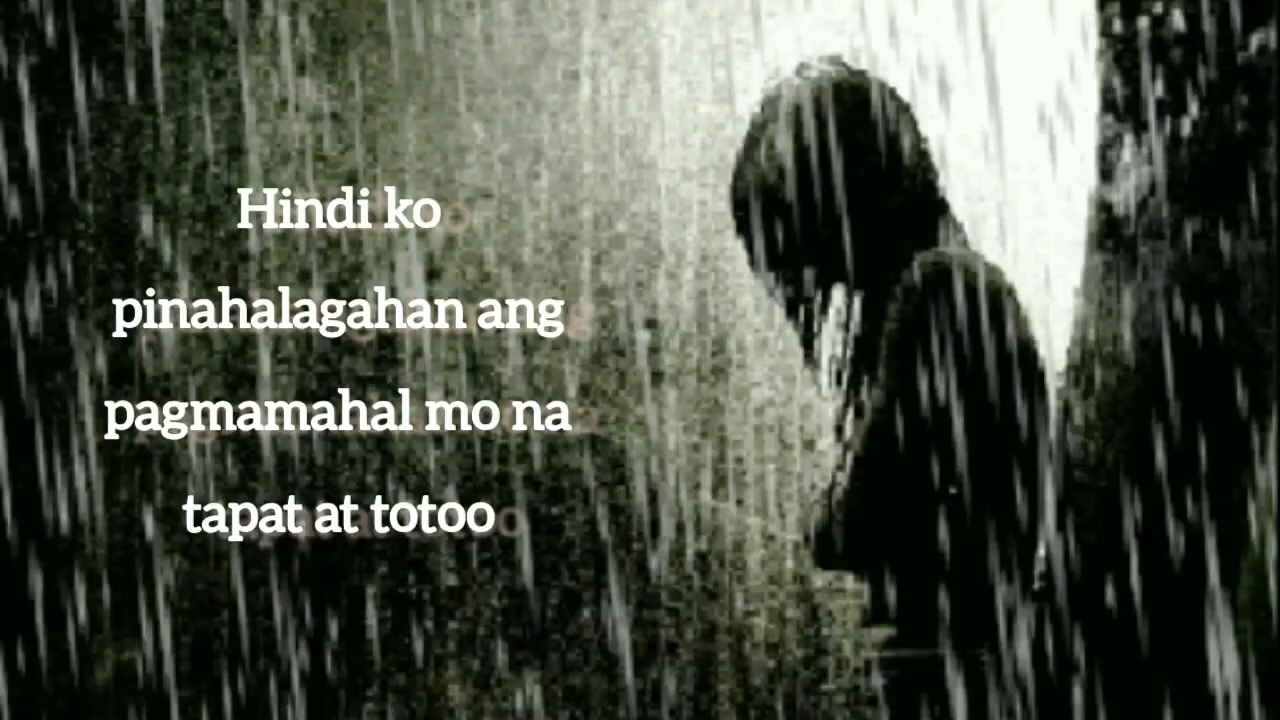 Hindi ko
pinahalagahan ang
pagmamahal mo na
tapat at totoo